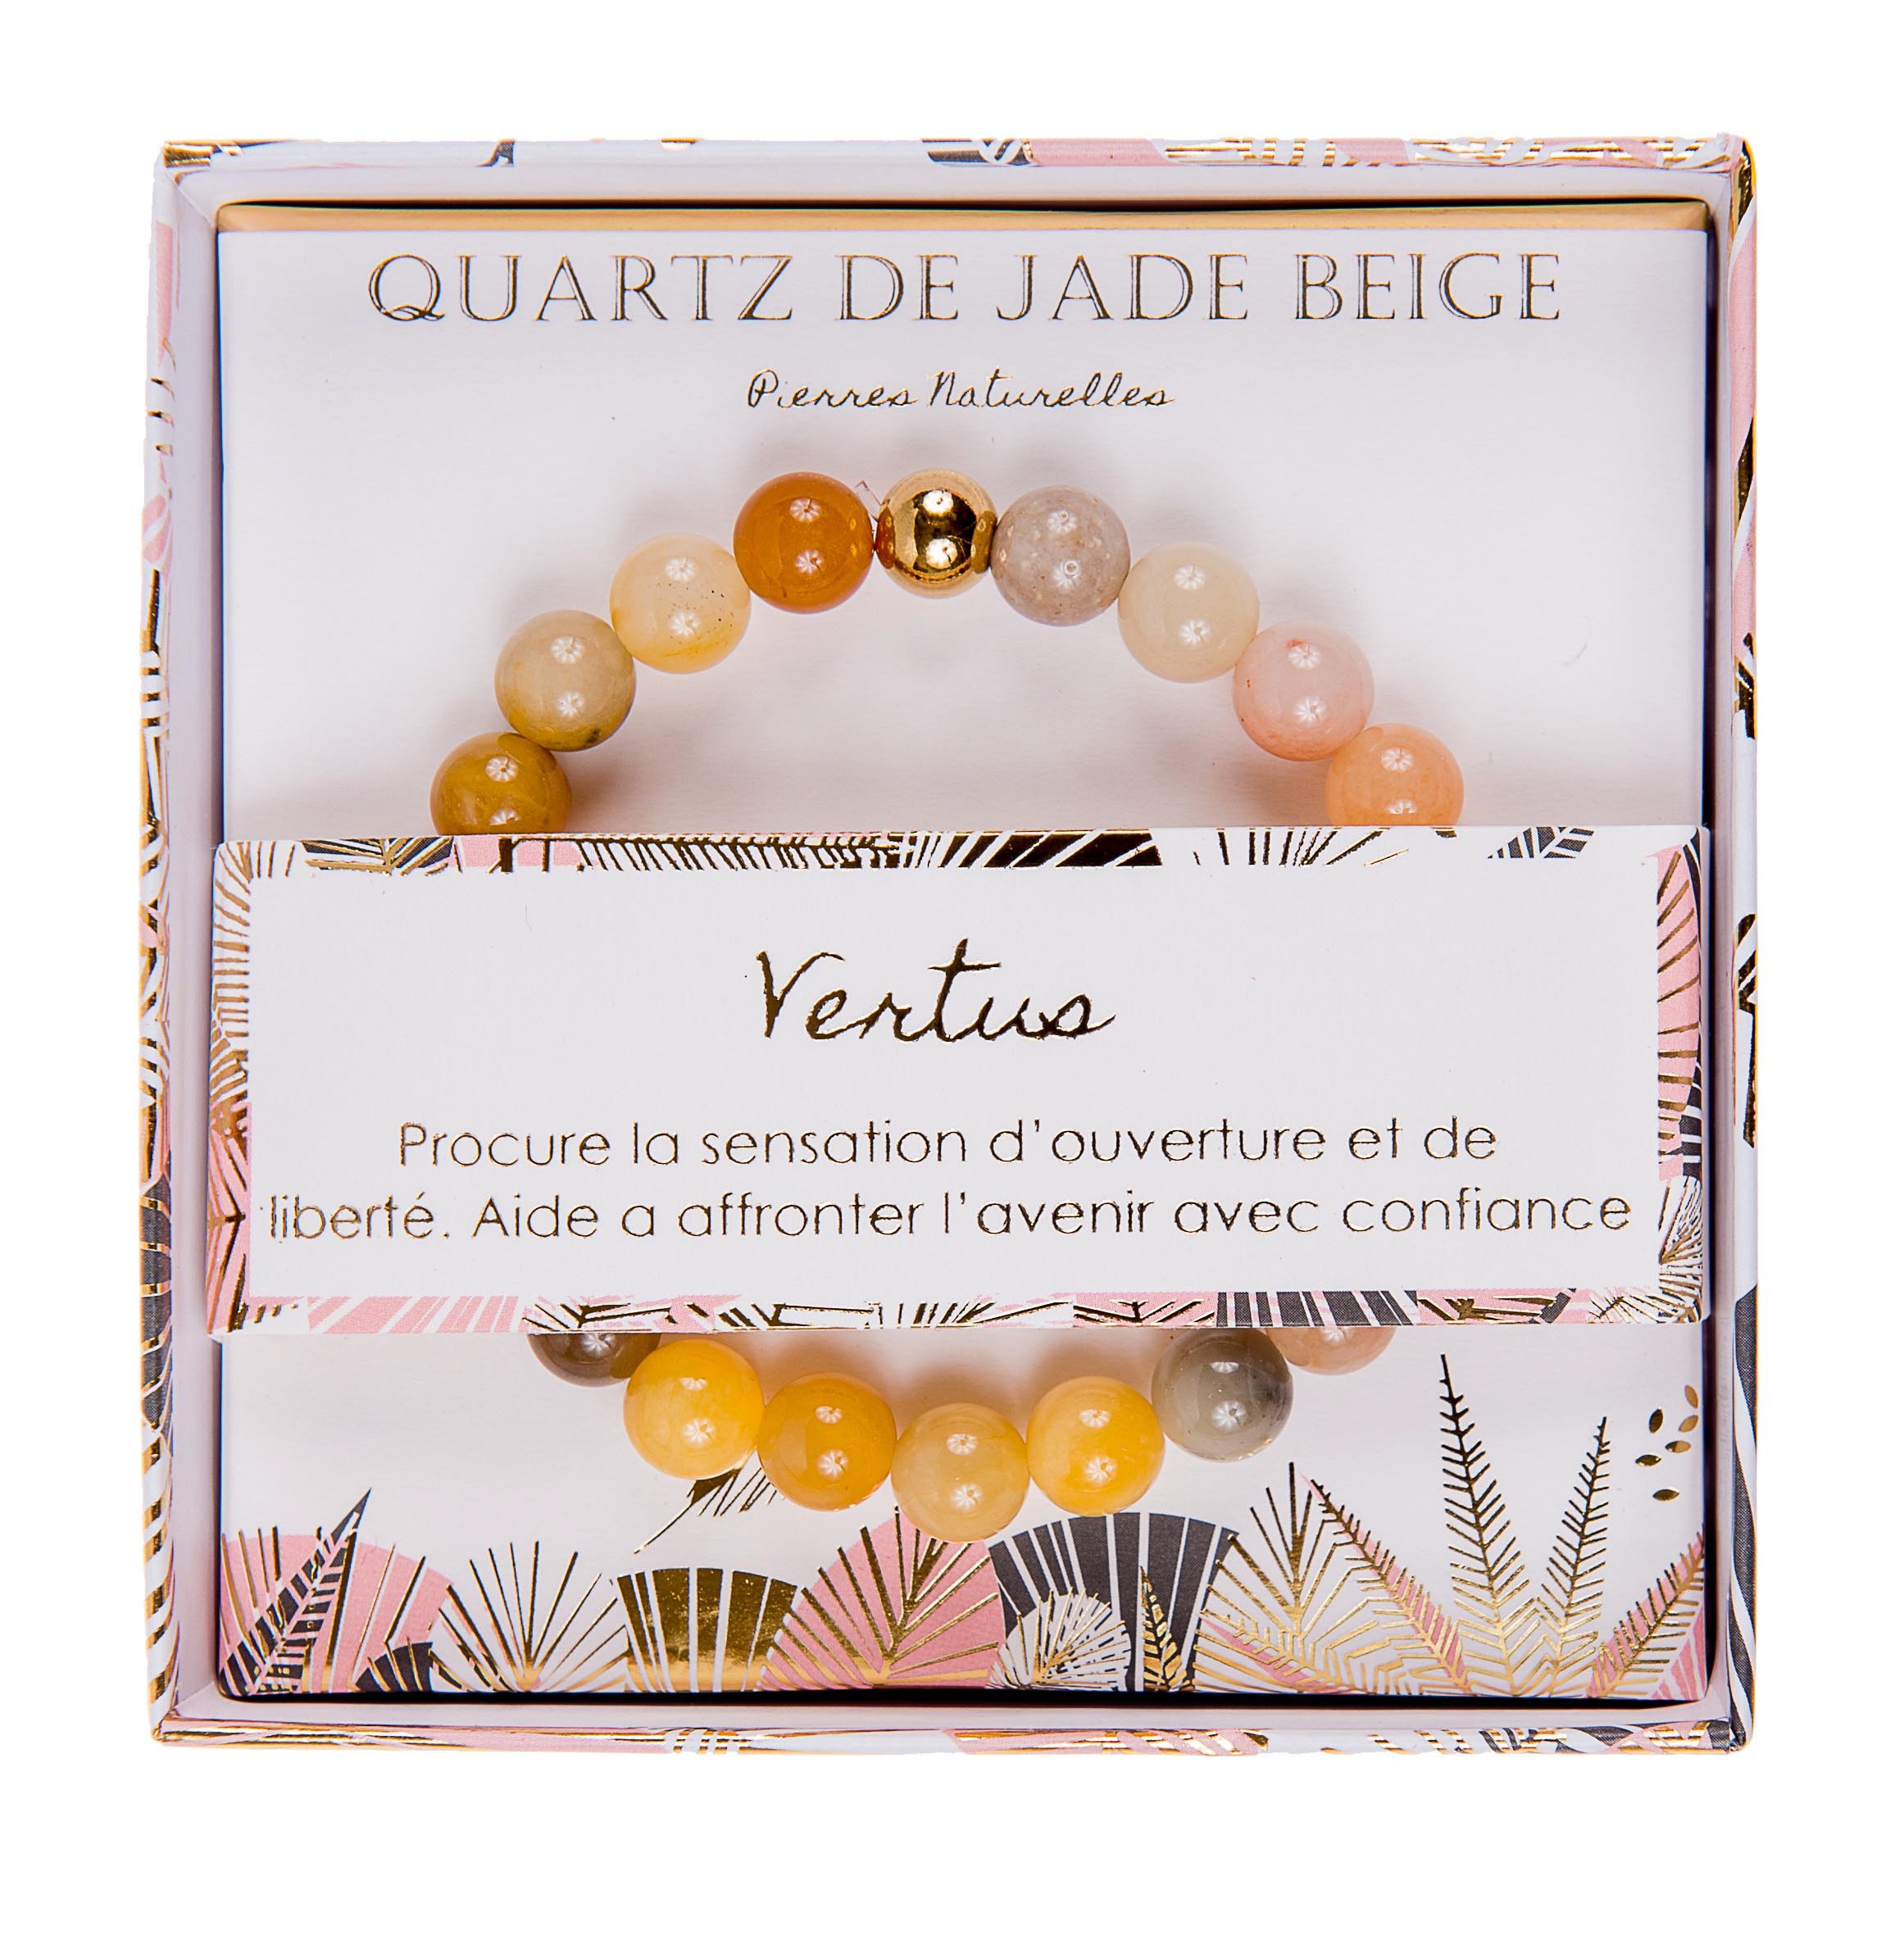 QUARTZ DE JADE BEIGE
Pierres Naturelles
Vertus
Procure la sensation d'ouverture et de
liberté. Aide a affronter l'avenir avec confiance